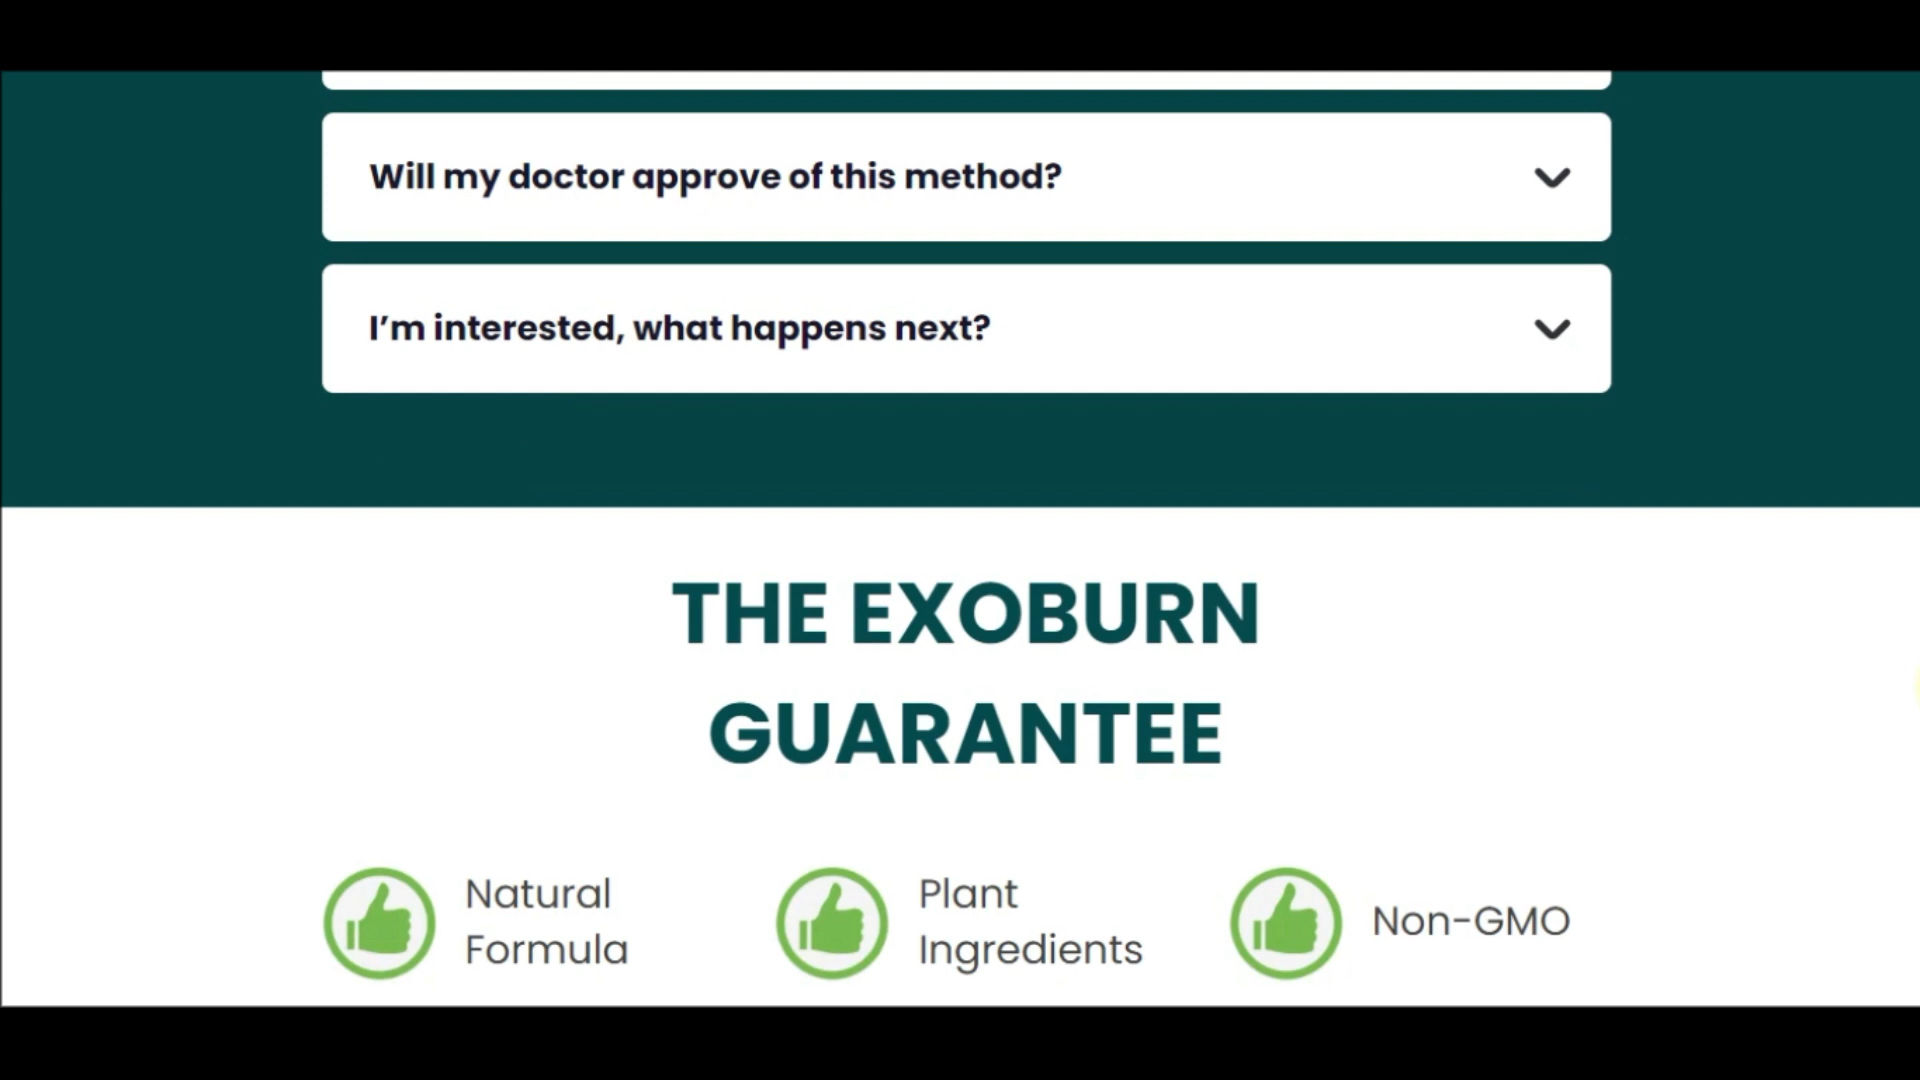 Will my doctor approve of this method?
I’m interested, what happens next?
THE EXOBURN
GUARANTEE
Natural
Formula
Plant
Ingredients
Non-GMO